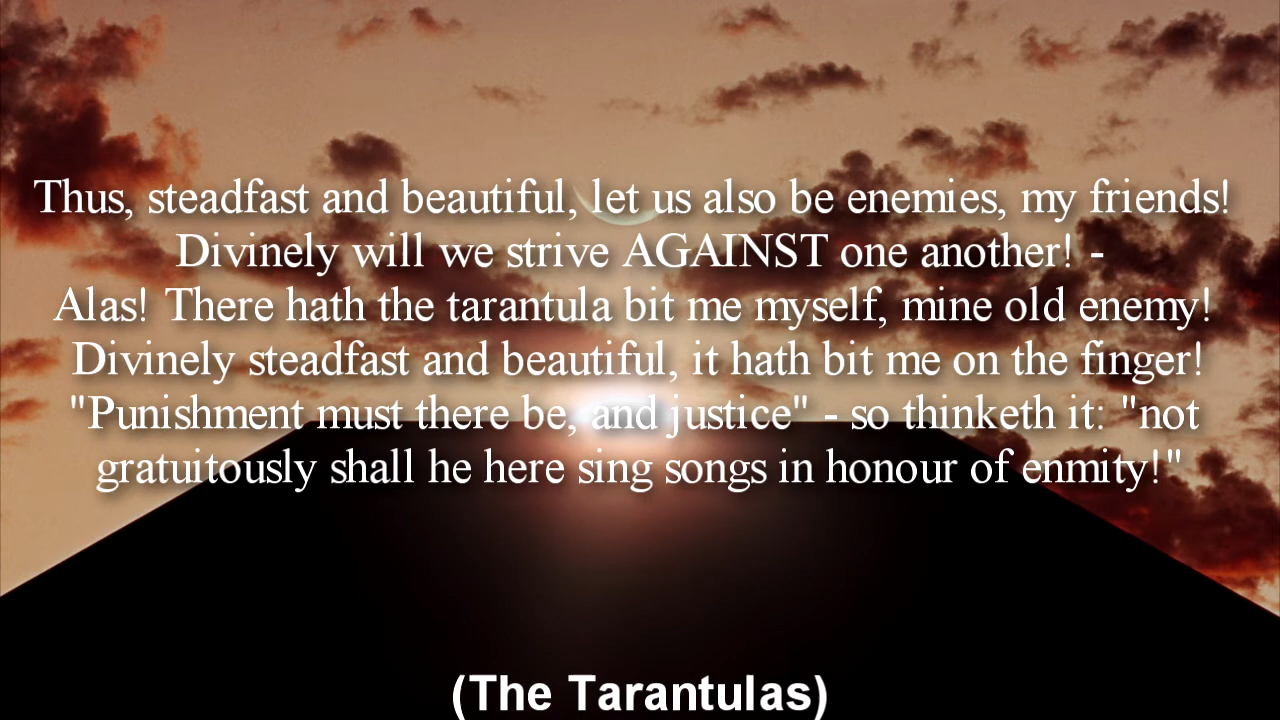 Thus, steadfast and beautiful, let us also be enemies, my friends!
Divinely will we strive AGAINST one another! -
Alas! There hath the tarantula bit me myself, mine old enemy!
Divinely steadfast and beautiful, it hath bit me on the finger!
"Punishment must there be, and justice" - so thinketh it: "not
gratuitously shall he here sing songs in honour of enmity!"
(The Tarantulas)